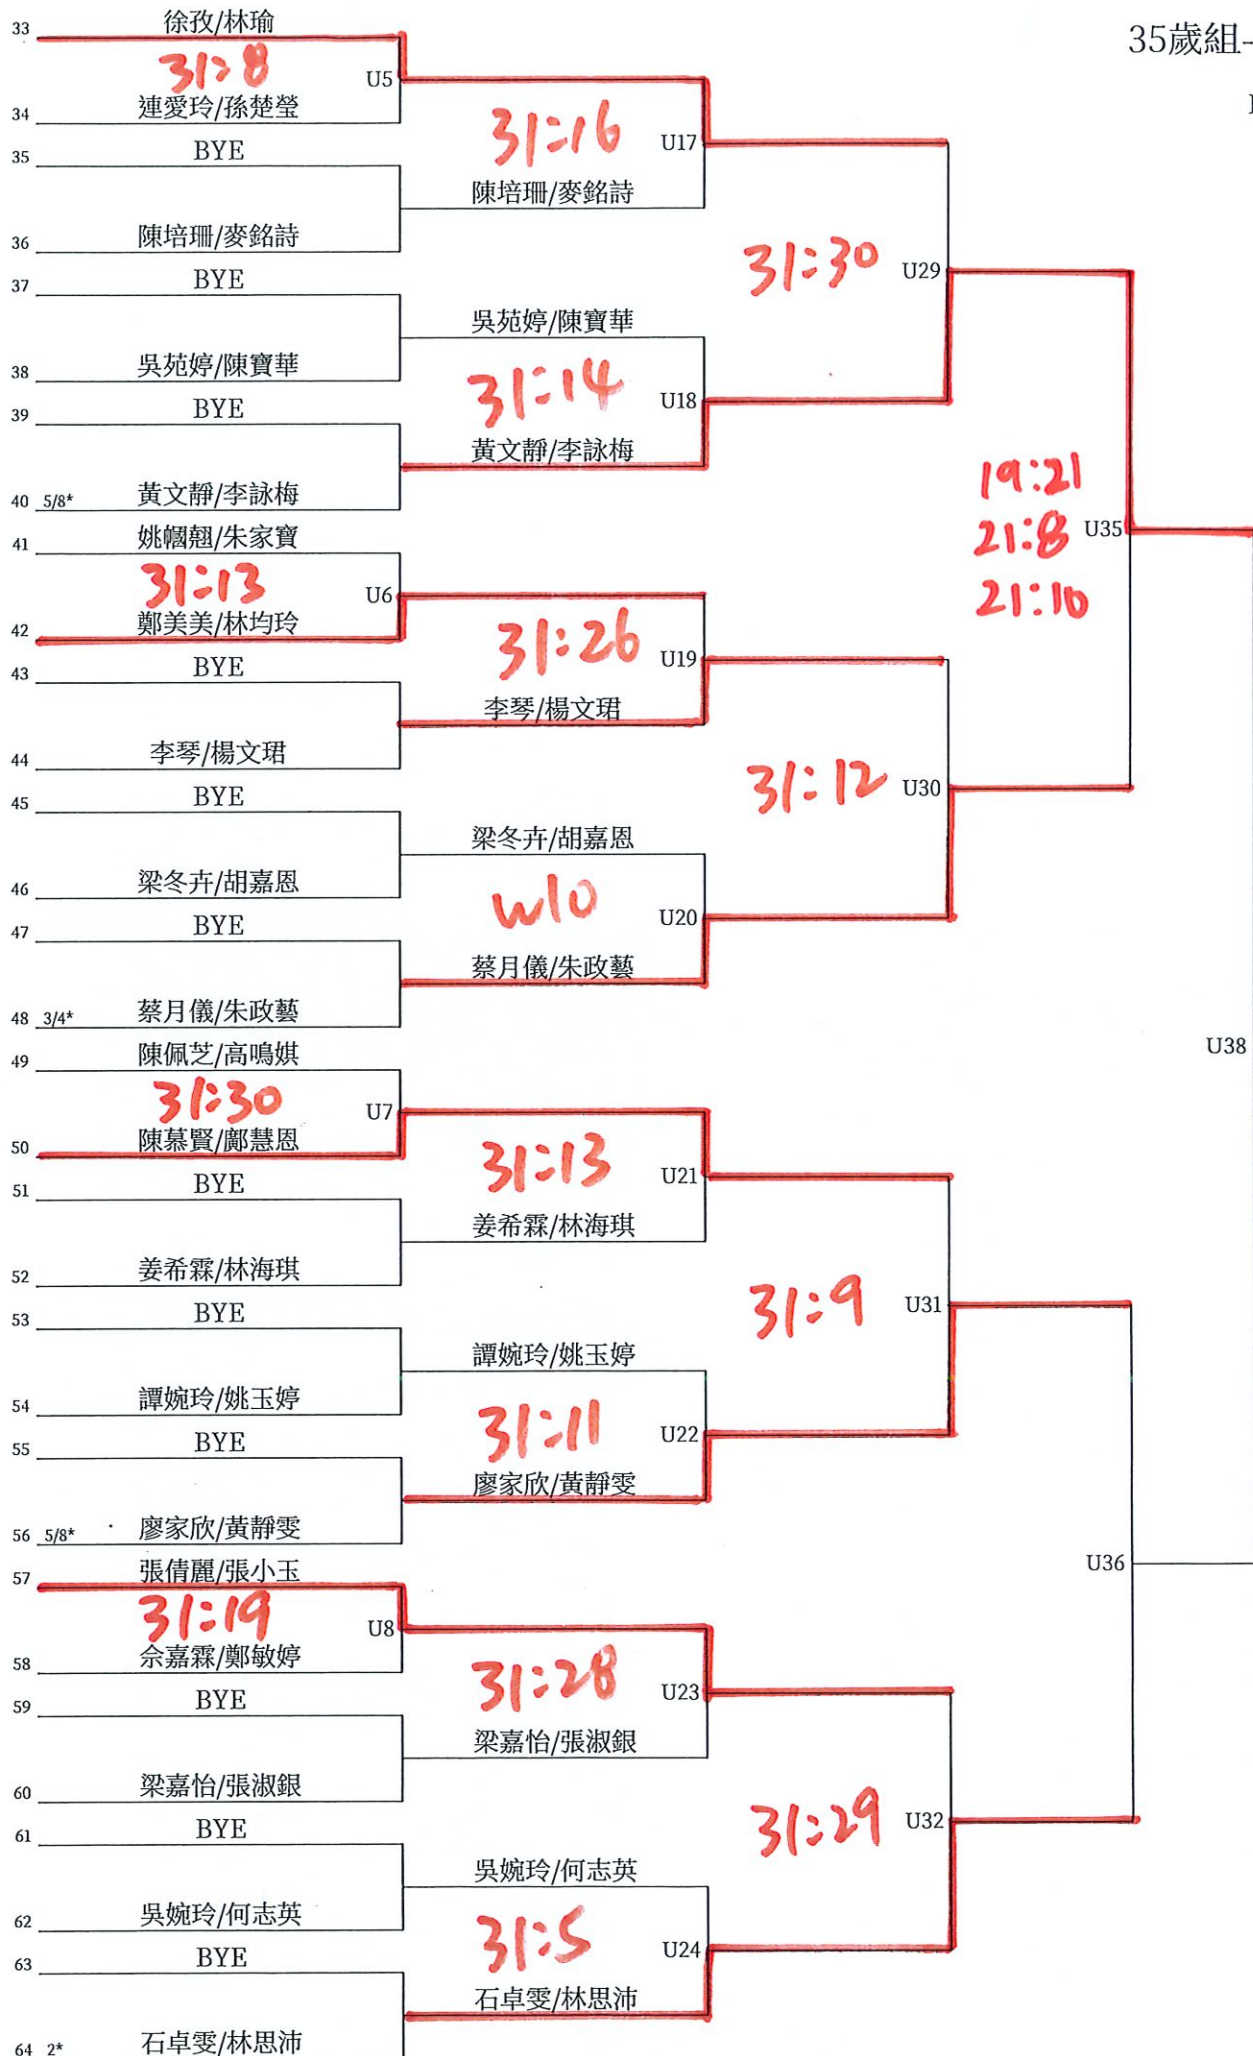 33 徐孜/林瑜
35歲組
31:8
U5
34 連愛玲/孫楚瑩
35 BYE
31:16
U17
陳培珊/麥銘詩
36 陳培珊/麥銘詩
31:30
U29
37 BYE
吳苑婷/陳寶華
38 吳苑婷/陳寶華
31:14
U18
39 BYE
黃文靜/李詠梅
40 5/8* 黃文靜/李詠梅
19:21
21:8
U35
21:10
41 姚幗翹/朱家寶
31:13
U6
42 鄭美美/林均玲
31:26
U19
43 BYE
李琴/楊文珺
44 李琴/楊文珺
31:12
U30
45 BYE
梁冬卉/胡嘉恩
46 梁冬卉/胡嘉恩
w/o
U20
47 BYE
蔡月儀/朱政藝
48 3/4* 蔡月儀/朱政藝
U38
49 陳佩芝/高鳴娸
31:30
U7
50 陳慕賢/鄺慧恩
31:13
U21
51 BYE
姜希霖/林海琪
52 姜希霖/林海琪
31:9
U31
53 BYE
譚婉玲/姚玉婷
54 譚婉玲/姚玉婷
31:11
U22
55 BYE
廖家欣/黃靜雯
56 5/8* 廖家欣/黃靜雯
U36
57 張倩麗/張小玉
31:19
U8
58 佘嘉霖/鄭敏婷
31:28
U23
59 BYE
梁嘉怡/張淑銀
60 梁嘉怡/張淑銀
31:29
U32
61 BYE
吳婉玲/何志英
62 吳婉玲/何志英
31:5
U24
63 BYE
石卓雯/林思沛
64 2* 石卓雯/林思沛